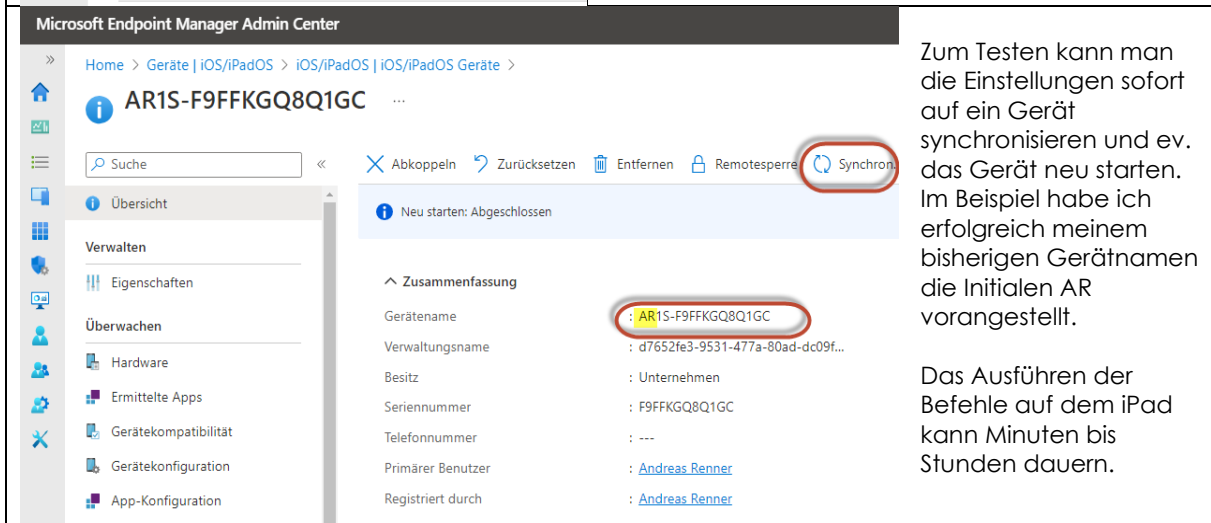 Microsoft Endpoint Manager Admin Center
Home > Geräte | iOS/iPadOS > iOS/iPadOS | iOS/iPadOS Geräte >
AR1S-F9FFKGQ8Q1GC ...
Suche
Abkoppeln Zurücksetzen Entfernen Remotesperre Synchron.
Übersicht
Neu starten: Abgeschlossen
Verwalten
Eigenschaften
Überwachen
Hardware
Ermittelte Apps
Gerätekompatibilität
Gerätekonfiguration
App-Konfiguration
Zusammenfassung
Gerätename : AR1S-F9FFKGQ8Q1GC
Verwaltungsname : d7652fe3-9531-477a-80ad-dc09f...
Besitz : Unternehmen
Seriennummer : F9FFKGQ8Q1GC
Telefonnummer : ---
Primärer Benutzer : Andreas Renner
Registriert durch : Andreas Renner
Zum Testen kann man
die Einstellungen sofort
auf ein Gerät
synchronisieren und ev.
das Gerät neu starten.
Im Beispiel habe ich
erfolgreich meinem
bisherigen Gerätnamen
die Initialen AR
vorangestellt.
Das Ausführen der
Befehle auf dem iPad
kann Minuten bis
Stunden dauern.